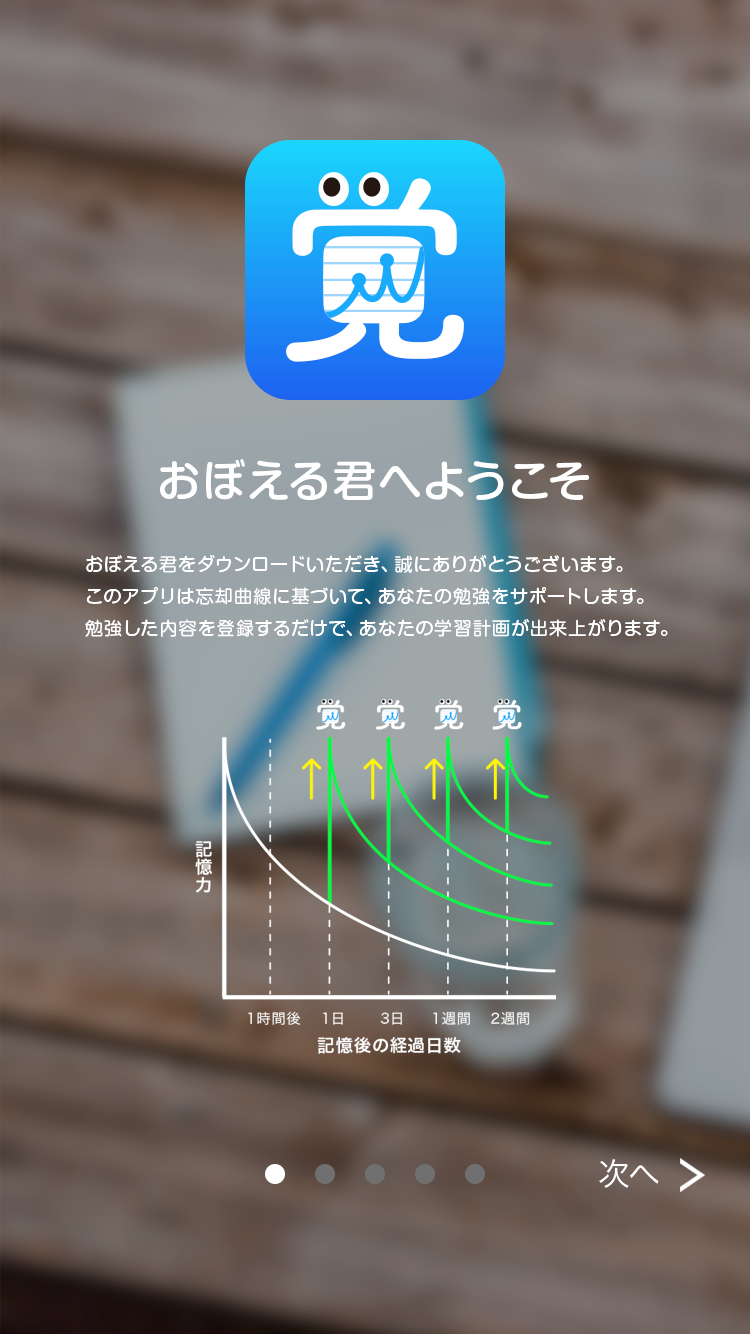 覚
おぼえる君へようこそ
おぼえる君をダウンロードいただき、誠にありがとうございます。
このアプリは忘却曲線に基づいて、あなたの勉強をサポートします。
勉強した内容を登録するだけで、あなたの学習計画が出来上がります。
覚 覚 覚 覚
記憶力
1時間後 1日 3日 1週間 2週間
記憶後の経過日数
次へ